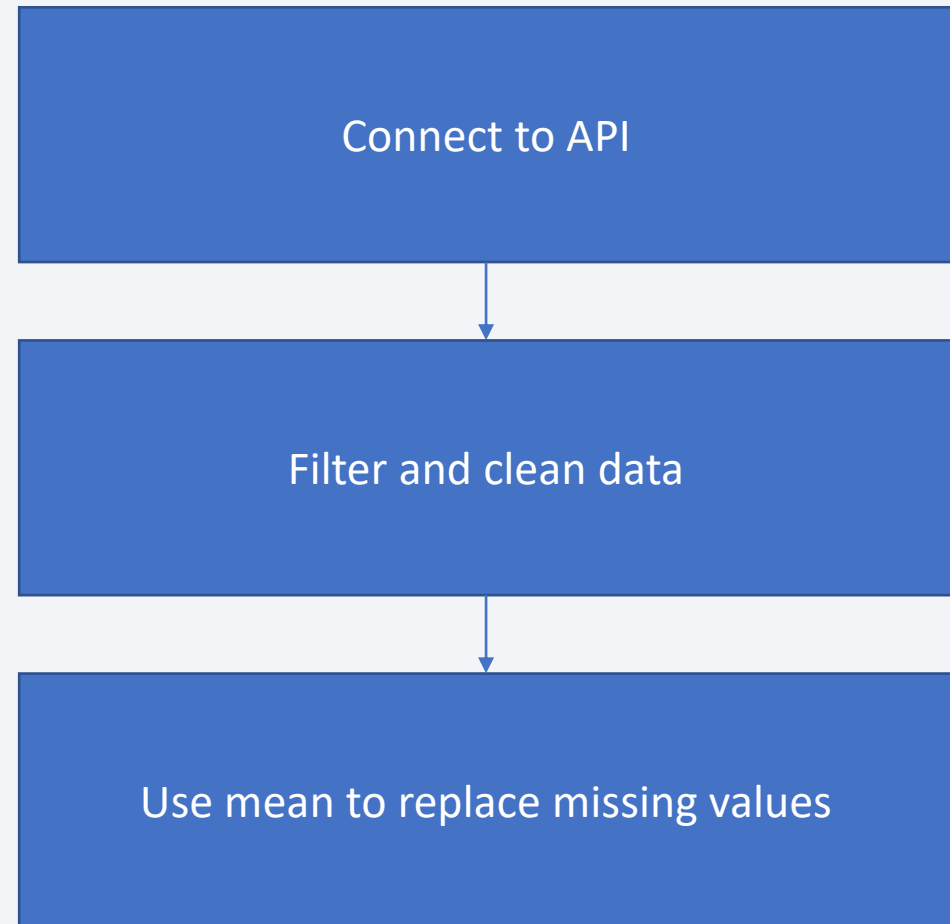 Connect to API
Filter and clean data
Use mean to replace missing values